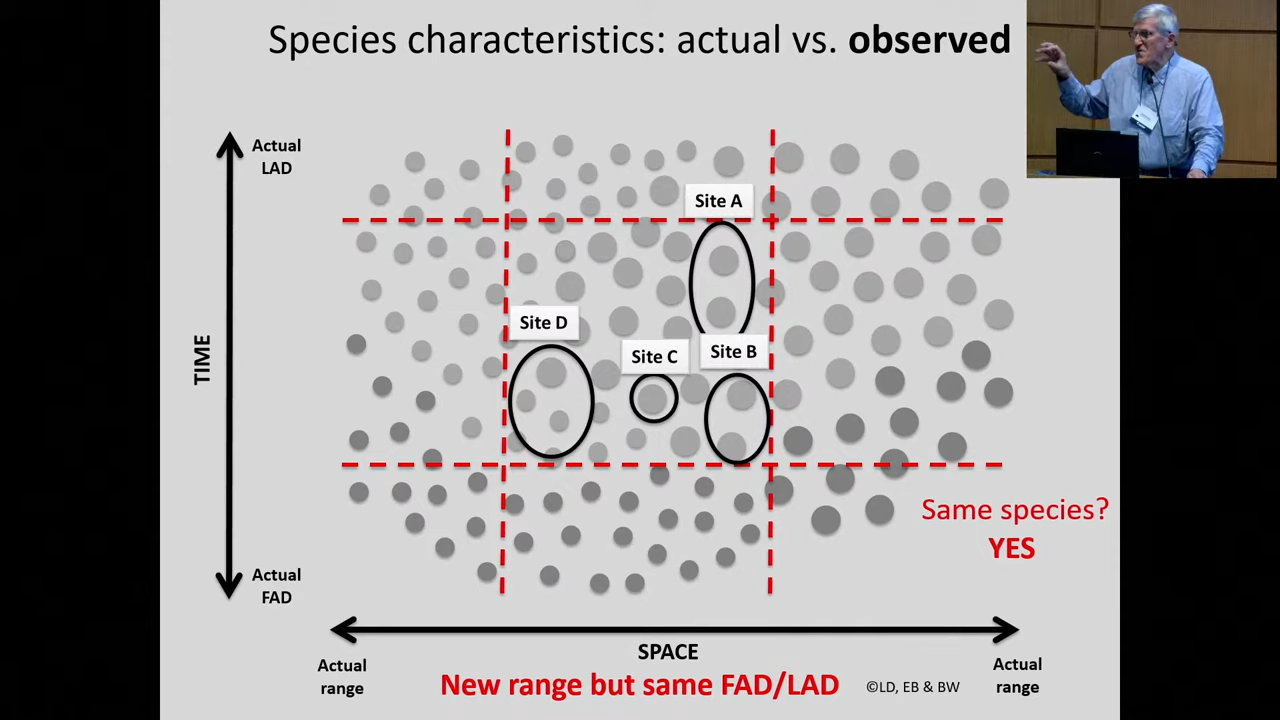 Species characteristics: actual vs. observed
Actual
LAD
Site A
TIME
Site D
Site C
Site B
Same species?
YES
Actual
FAD
SPACE
Actual
range
New range but same FAD/LAD
©LD, EB & BW
Actual
range